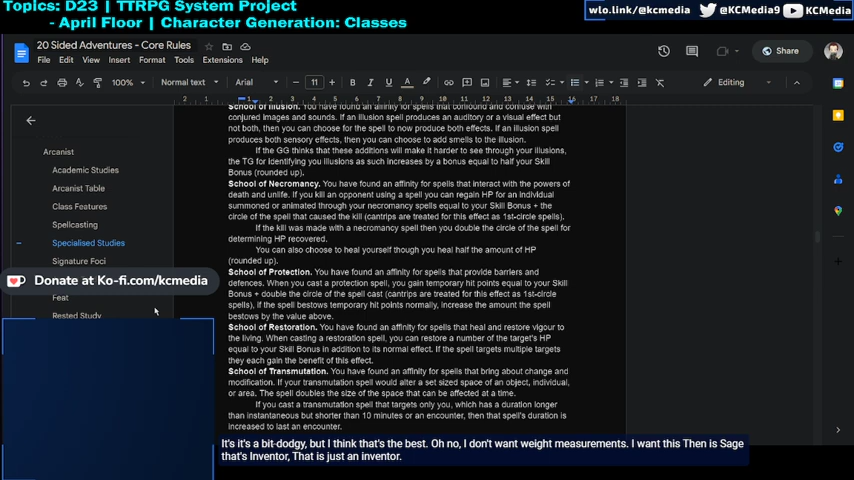 Topics: D23 | TTRPG System Project
- April Floor | Character Generation: Classes
wlo.link/@kcmedia @KCMedia9 KCMedia
20 Sided Adventures - Core Rules
File Edit View Insert Format Tools Extensions Help
Share
100% Normal text Arial 11 Editing
2 1 1 2 3 4 5 6 7 8 9 10 11 12 13 14 15 16 17 18
Arcanist
Academic Studies
Arcanist Table
Class Features
Spellcasting
Specialised Studies
Signature Foci
Donate at Ko-fi.com/kcmedia
Feat
Rested Study
School of Illusion. You have found an affinity for spells that confound and confuse with
conjured images and sounds. If an illusion spell produces an auditory or a visual effect but
not both, then you can choose for the spell to now produce both effects. If an illusion spell
produces both sensory effects, then you can choose to add smells to the illusion.
If the GG thinks that these additions will make it harder to see through your illusions,
the TG for identifying you illusions as such increases by a bonus equal to half your Skill
Bonus (rounded up).
School of Necromancy. You have found an affinity for spells that interact with the powers of
death and unlife. If you kill an opponent using a spell you can regain HP for an individual
summoned or animated through your necromancy spells equal to your Skill Bonus + the
circle of the spell that caused the kill (cantrips are treated for this effect as 1st-circle spells).
If the kill was made with a necromancy spell then you double the circle of the spell for
determining HP recovered.
You can also choose to heal yourself though you heal half the amount of HP
(rounded up).
School of Protection. You have found an affinity for spells that provide barriers and
defences. When you cast a protection spell, you gain temporary hit points equal to your Skill
Bonus + double the circle of the spell cast (cantrips are treated for this effect as 1st-circle
spells), if the spell bestows temporary hit points normally, increase the amount the spell
bestows by the value above.
School of Restoration. You have found an affinity for spells that heal and restore vigour to
the living. When casting a restoration spell, you can restore a number of the target's HP
equal to your Skill Bonus in addition to its normal effect. If the spell targets multiple targets
they each gain the benefit of this effect.
School of Transmutation. You have found an affinity for spells that bring about change and
modification. If your transmutation spell would alter a set sized space of an object, individual,
or area. The spell doubles the size of the space that can be affected at a time.
If you cast a transmutation spell that targets only you, which has a duration longer
than instantaneous but shorter than 10 minutes or an encounter, then that spell's duration is
increased to last an encounter.
It's it's a bit-dodgy, but I think that's the best. Oh no, I don't want weight measurements. I want this Then is Sage
that's Inventor, That is just an inventor.